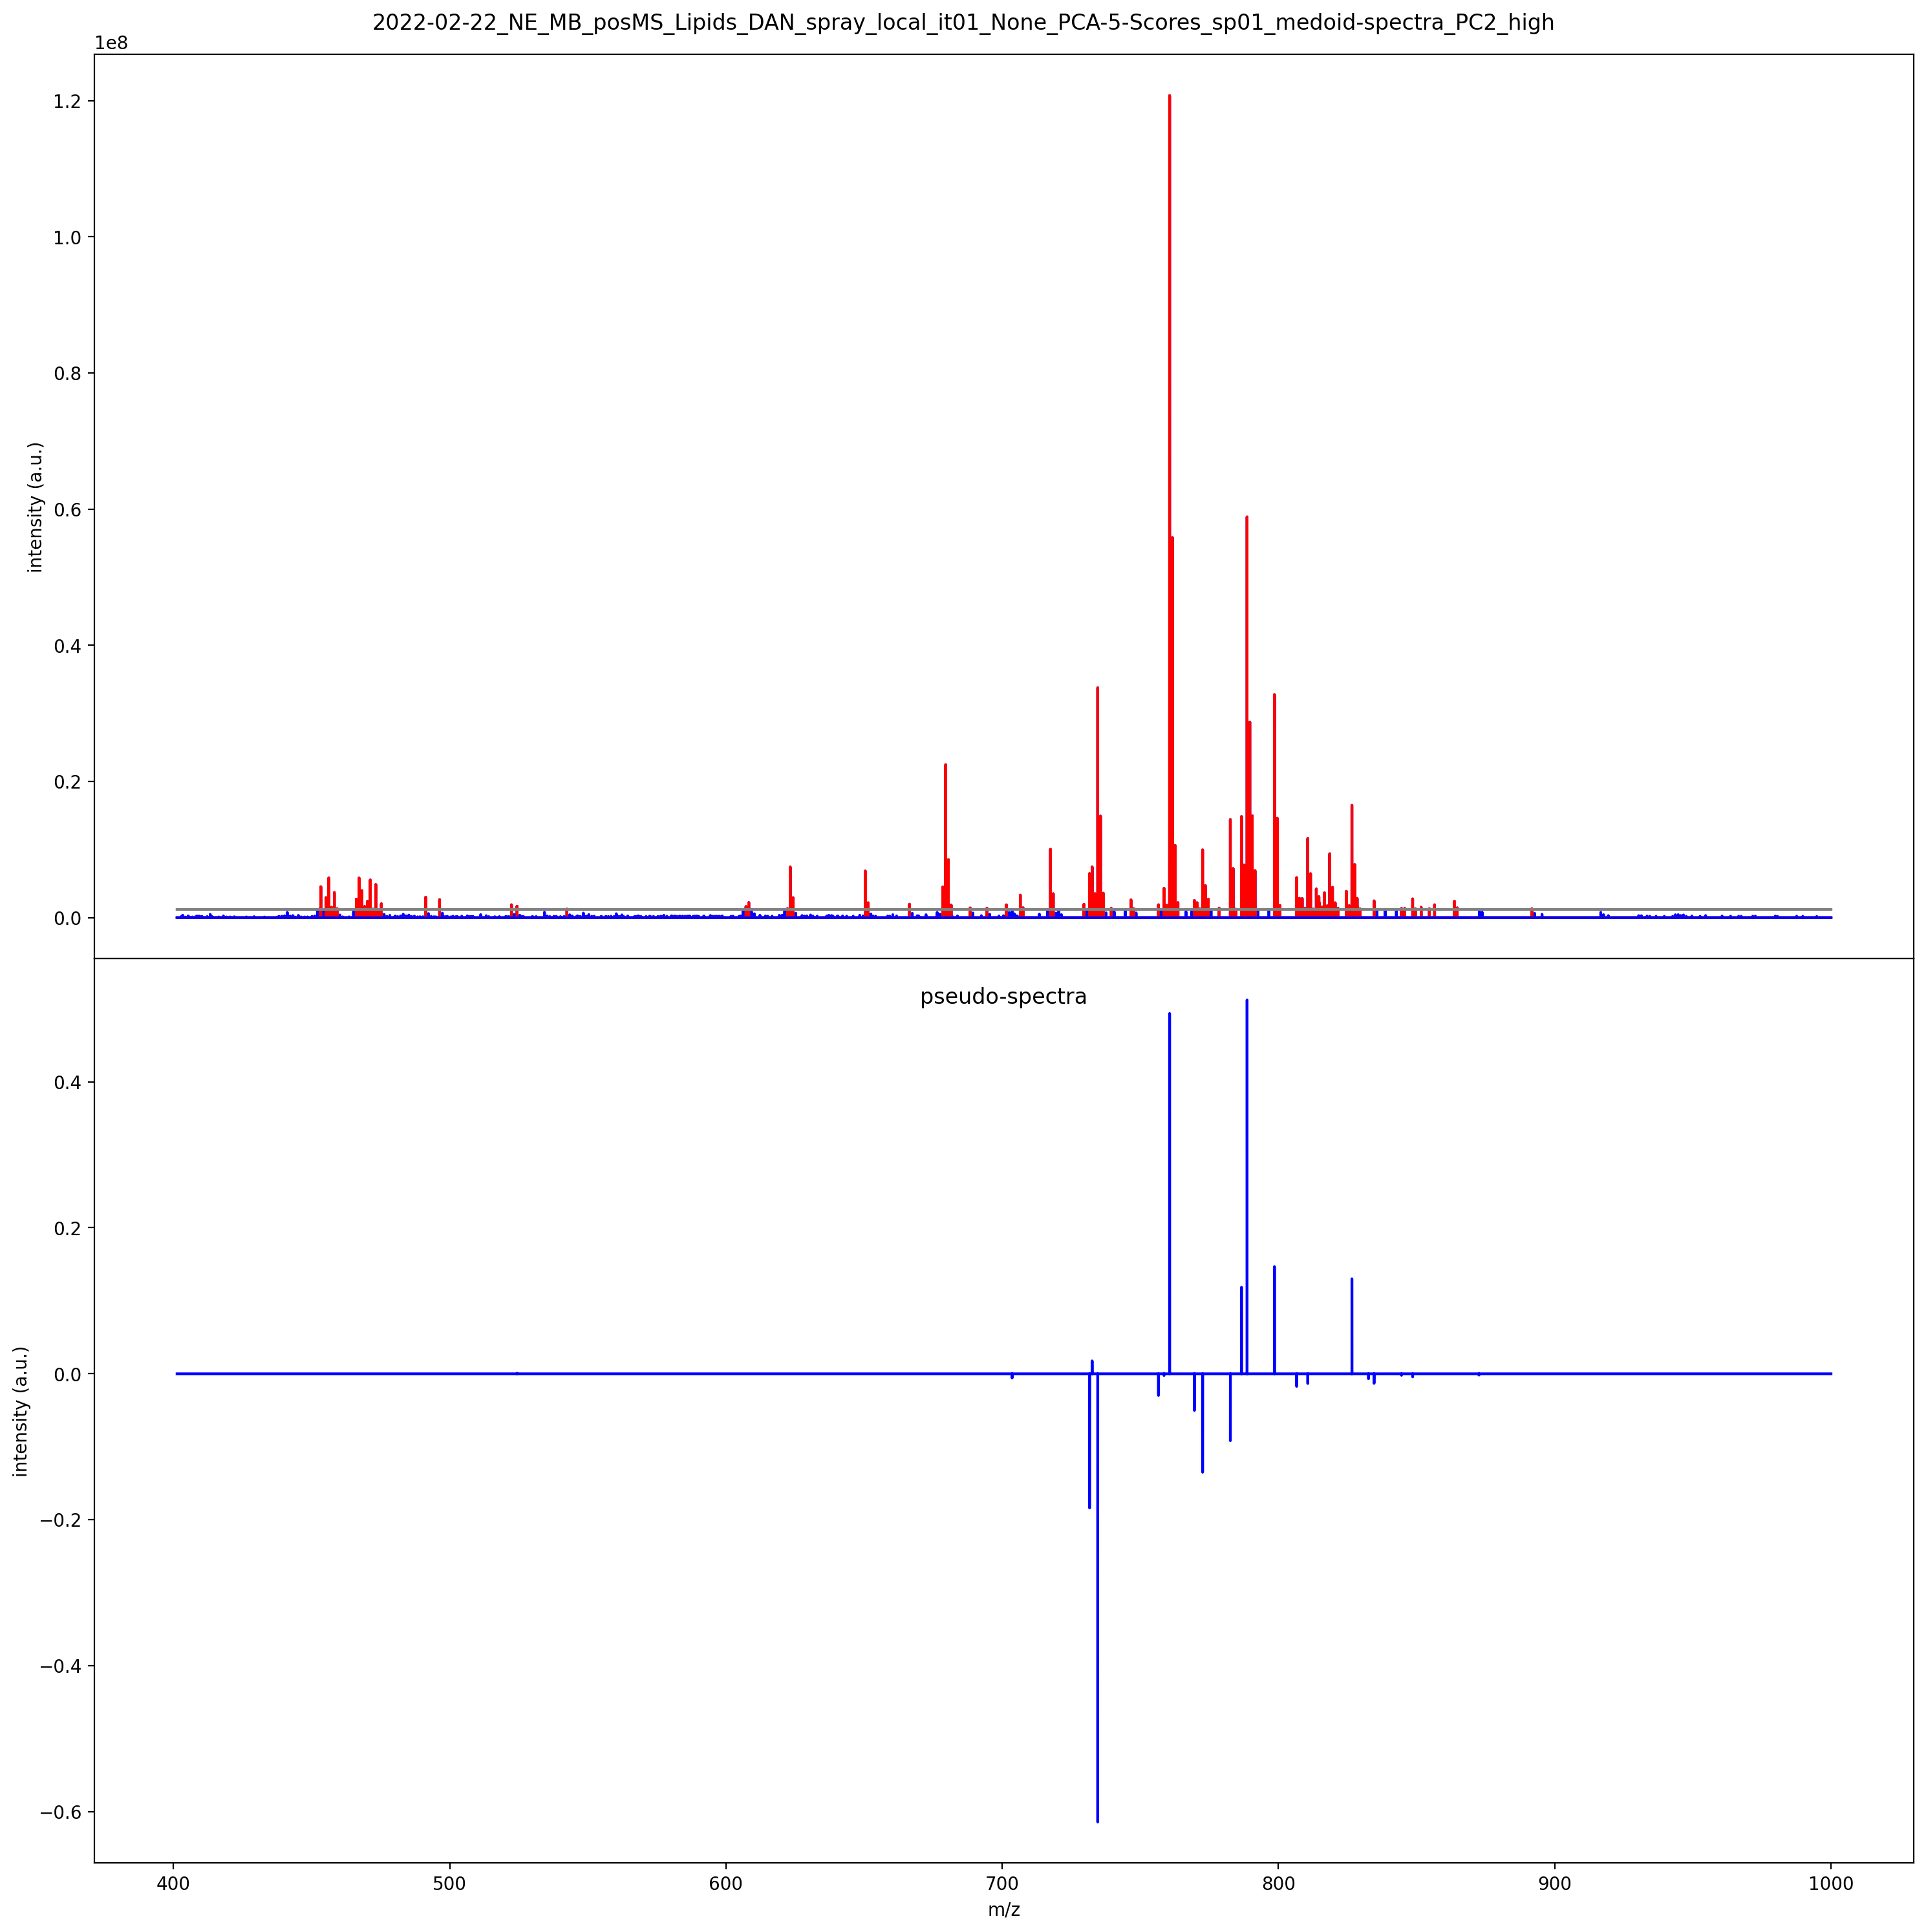 2022-02-22_NE_MB_posMS_Lipids_DAN_spray_local_it01_None_PCA-5-Scores_sp01_medoid-spectra_PC2_high
1e8
1.2
1.0
0.8
0.6
0.4
0.2
0.0
intensity (a.u.)
pseudo-spectra
0.4
0.2
0.0
−0.2
−0.4
−0.6
intensity (a.u.)
400 500 600 700 800 900 1000
m/z